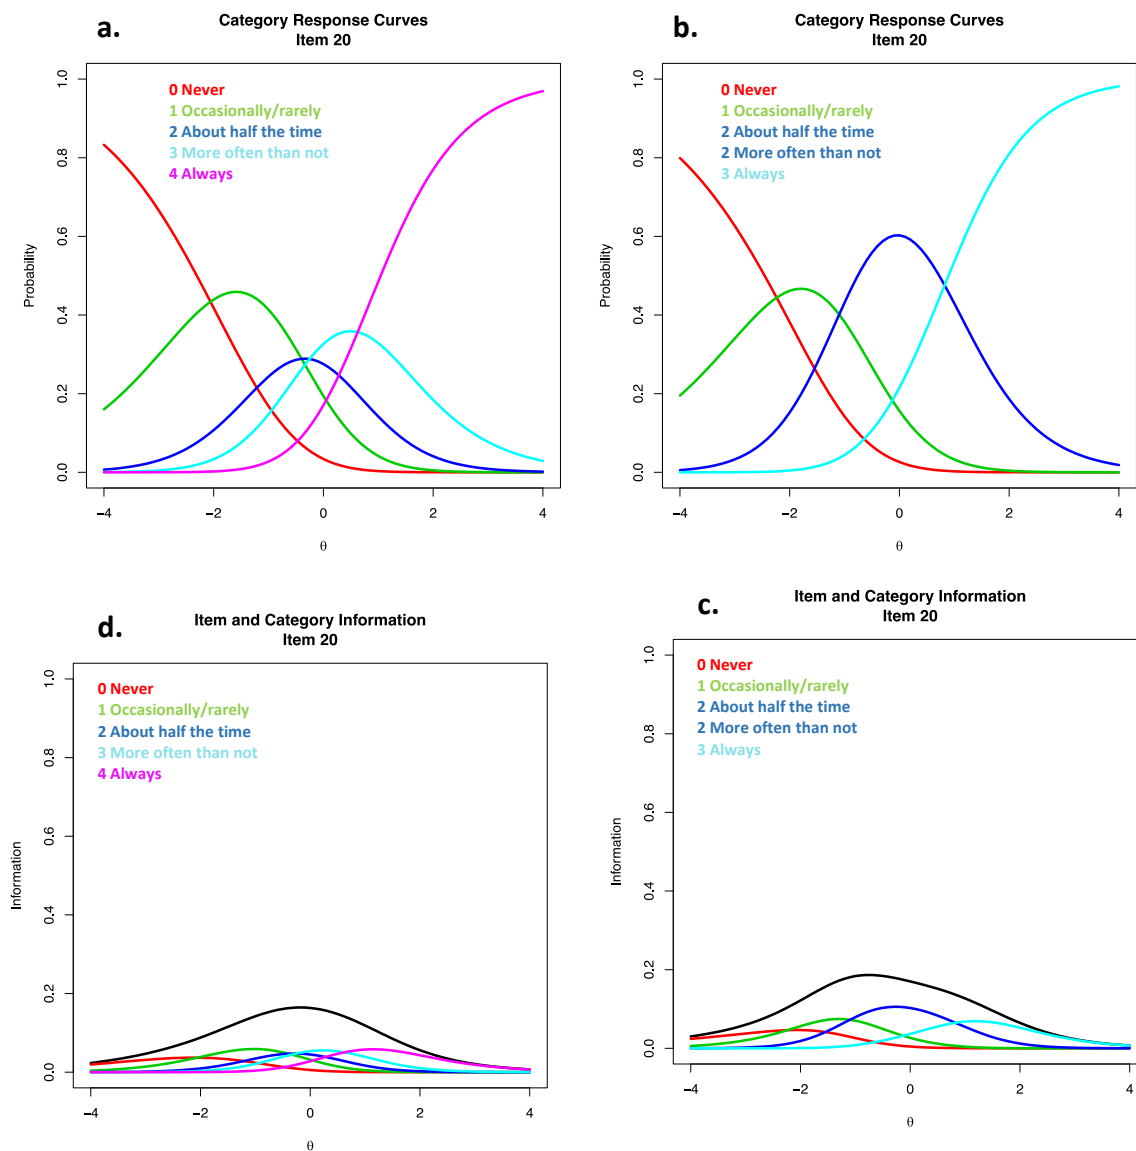 a.
Category Response Curves
Item 20
0 Never
1 Occasionally/rarely
2 About half the time
3 More often than not
4 Always
Probability
0.0 0.2 0.4 0.6 0.8 1.0
−4 −2 0 2 4
θ
b.
Category Response Curves
Item 20
0 Never
1 Occasionally/rarely
2 About half the time
2 More often than not
3 Always
Probability
0.0 0.2 0.4 0.6 0.8 1.0
−4 −2 0 2 4
θ
d.
Item and Category Information
Item 20
0 Never
1 Occasionally/rarely
2 About half the time
3 More often than not
4 Always
Information
0.0 0.2 0.4 0.6 0.8 1.0
−4 −2 0 2 4
θ
c.
Item and Category Information
Item 20
0 Never
1 Occasionally/rarely
2 About half the time
2 More often than not
3 Always
Information
0.0 0.2 0.4 0.6 0.8 1.0
−4 −2 0 2 4
θ